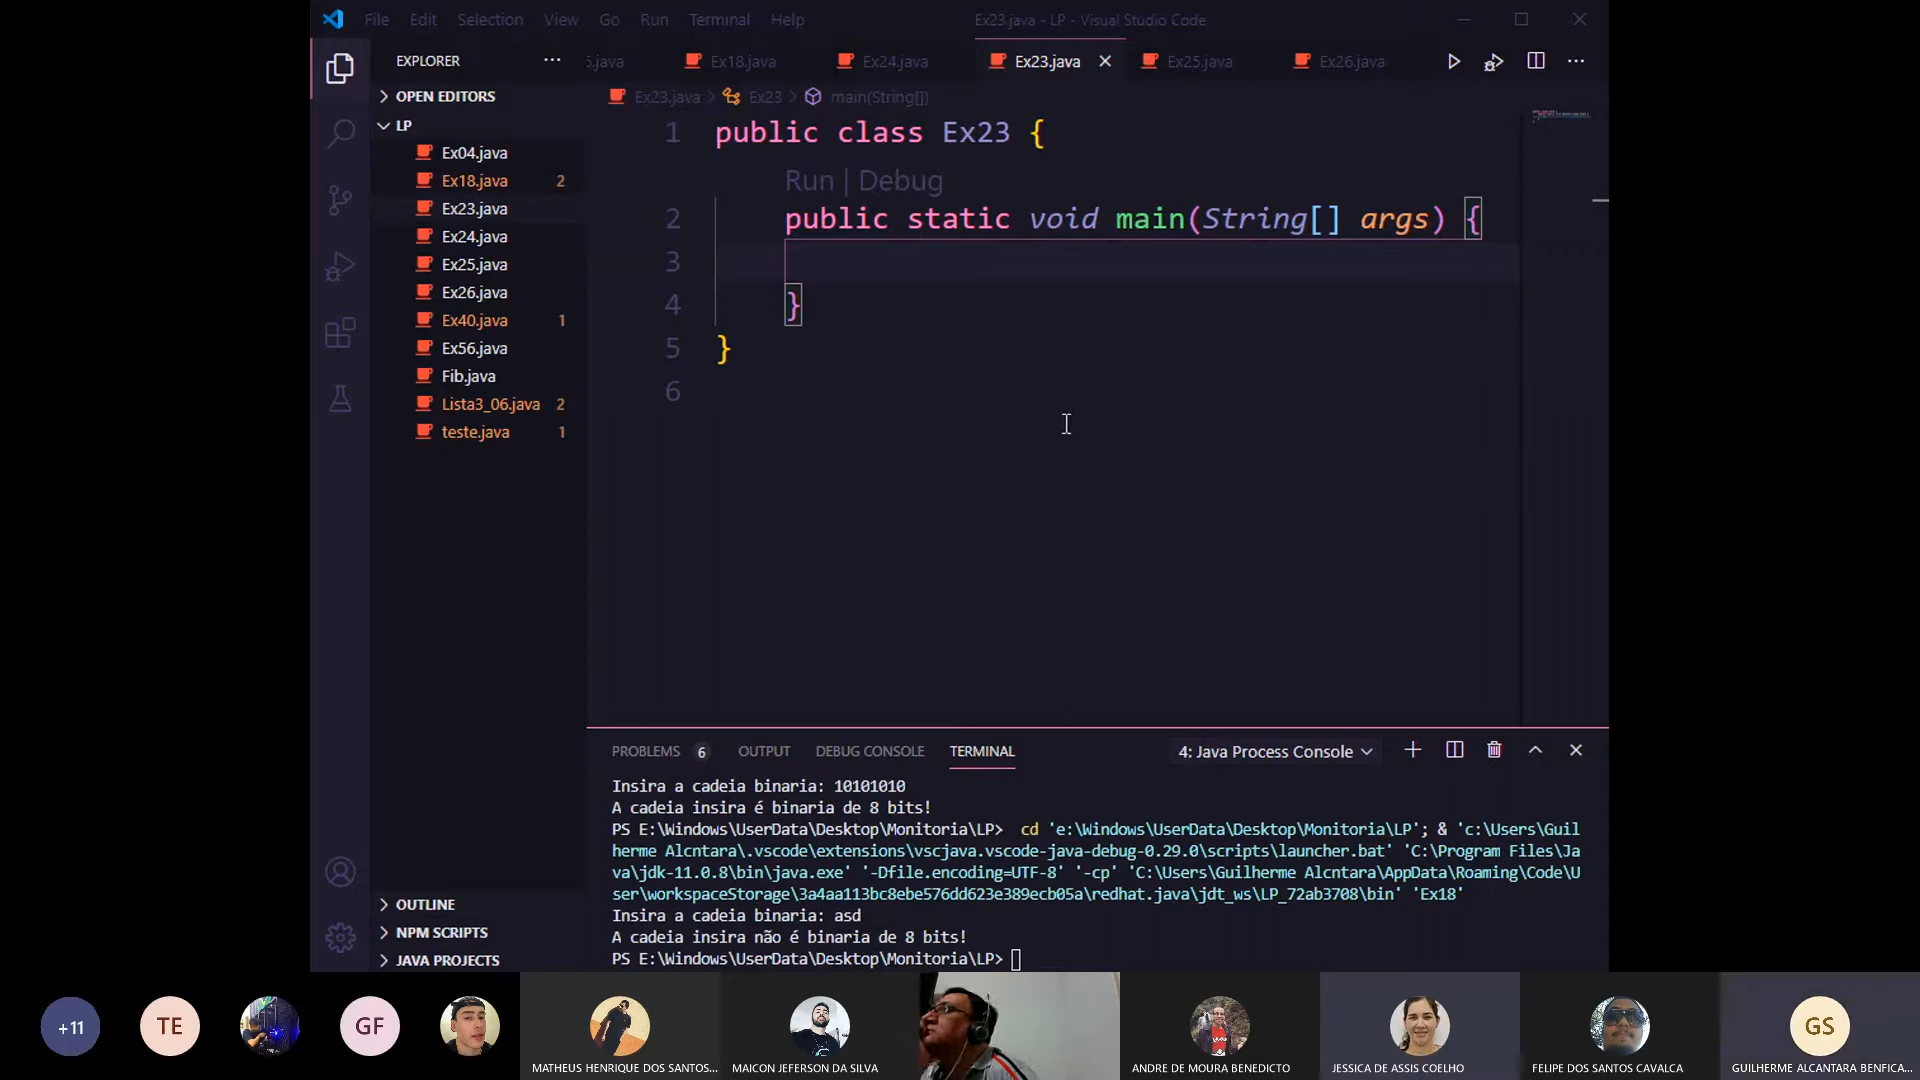 File Edit Selection View Go Run Terminal Help
Ex23.java - LP - Visual Studio Code
EXPLORER
5.java Ex18.java Ex24.java Ex23.java Ex25.java Ex26.java
OPEN EDITORS
LP
Ex04.java
Ex18.java 2
Ex23.java
Ex24.java
Ex25.java
Ex26.java
Ex40.java 1
Ex56.java
Fib.java
Lista3_06.java 2
teste.java 1
OUTLINE
NPM SCRIPTS
JAVA PROJECTS
Ex23.java > Ex23 > main(String[])
1 public class Ex23 {
Run | Debug
2 public static void main(String[] args) {
3
4 }
5 }
6
PROBLEMS 6 OUTPUT DEBUG CONSOLE TERMINAL
4: Java Process Console
Insira a cadeia binaria: 10101010
A cadeia insira é binaria de 8 bits!
PS E:\Windows\UserData\Desktop\Monitoria\LP> cd 'e:\Windows\UserData\Desktop\Monitoria\LP'; & 'c:\Users\Guil
herme Alcntara\.vscode\extensions\vscjava.vscode-java-debug-0.29.0\scripts\launcher.bat' 'C:\Program Files\Ja
va\jdk-11.0.8\bin\java.exe' '-Dfile.encoding=UTF-8' '-cp' 'C:\Users\Guilherme Alcntara\AppData\Roaming\Code\U
ser\workspaceStorage\3a4aa113bc8ebe576dd623e389ecb05a\redhat.java\jdt_ws\LP_72ab3708\bin' 'Ex18'
Insira a cadeia binaria: asd
A cadeia insira não é binaria de 8 bits!
PS E:\Windows\UserData\Desktop\Monitoria\LP>
+11
TE
GF
MATHEUS HENRIQUE DOS SANTOS...
MAICON JEFERSON DA SILVA
ANDRE DE MOURA BENEDICTO
JESSICA DE ASSIS COELHO
FELIPE DOS SANTOS CAVALCA
GS
GUILHERME ALCANTARA BENFICA...